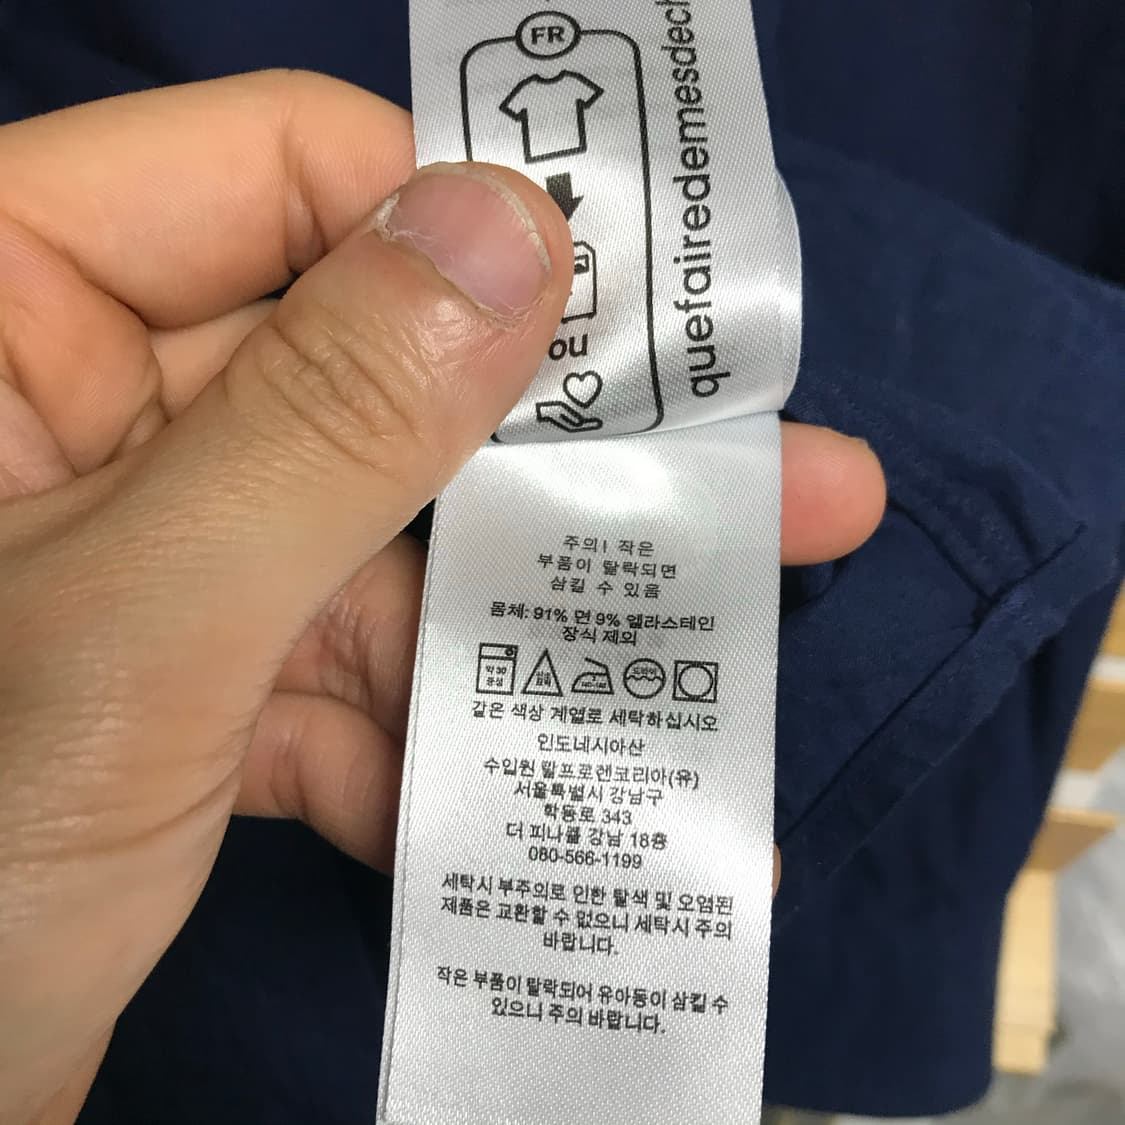 FR
quefairedemesdech
ou
주의! 작은
부품이 탈락되면
삼킬 수 있음
몸체: 91% 면 9% 엘라스테인
장식 제외
약 30
중성
드라이
같은 색상 계열로 세탁하십시오
인도네시아산
수입원 랄프로렌코리아(유)
서울특별시 강남구
학동로 343
더 피나클 강남 18층
080-566-1199
세탁시 부주의로 인한 탈색 및 오염된
제품은 교환할 수 없으니 세탁시 주의
바랍니다.
작은 부품이 탈락되어 유아동이 삼킬 수
있으니 주의 바랍니다.